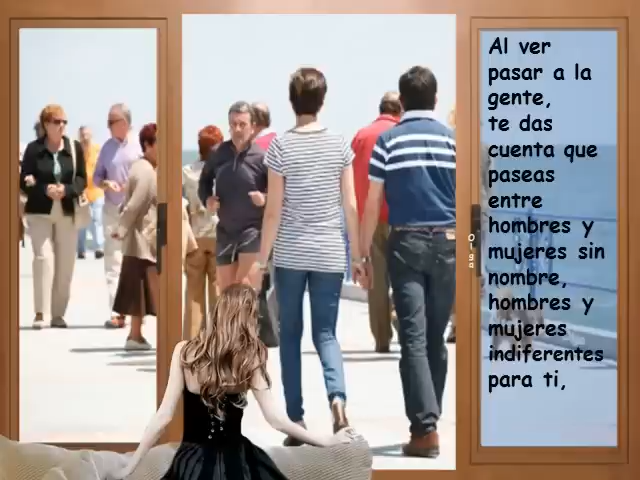 Al ver
pasar a la
gente,
te das
cuenta que
paseas
entre
hombres y
mujeres sin
nombre,
hombres y
mujeres
indiferentes
para ti,
Olga